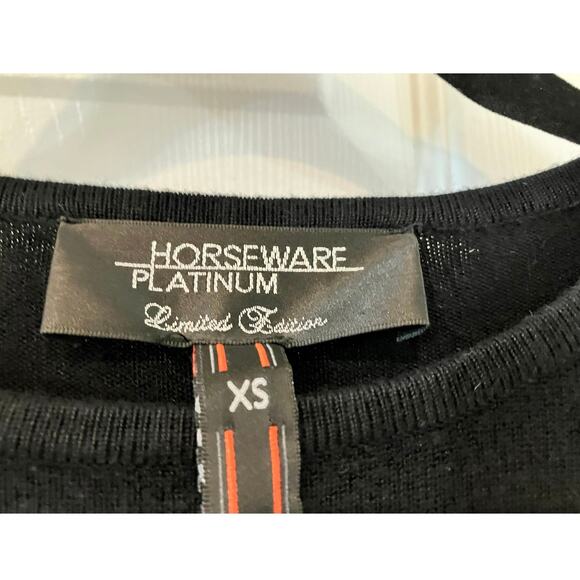 HORSEWARE
PLATINUM
Limited Edition
XS